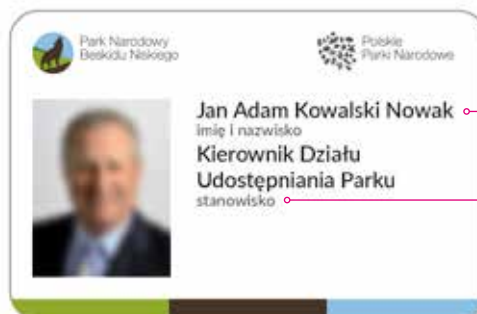 Park Narodowy
Beskidu Niskiego
Polskie
Parki Narodowe
Jan Adam Kowalski Nowak
imię i nazwisko
Kierownik Działu
Udostępniania Parku
stanowisko